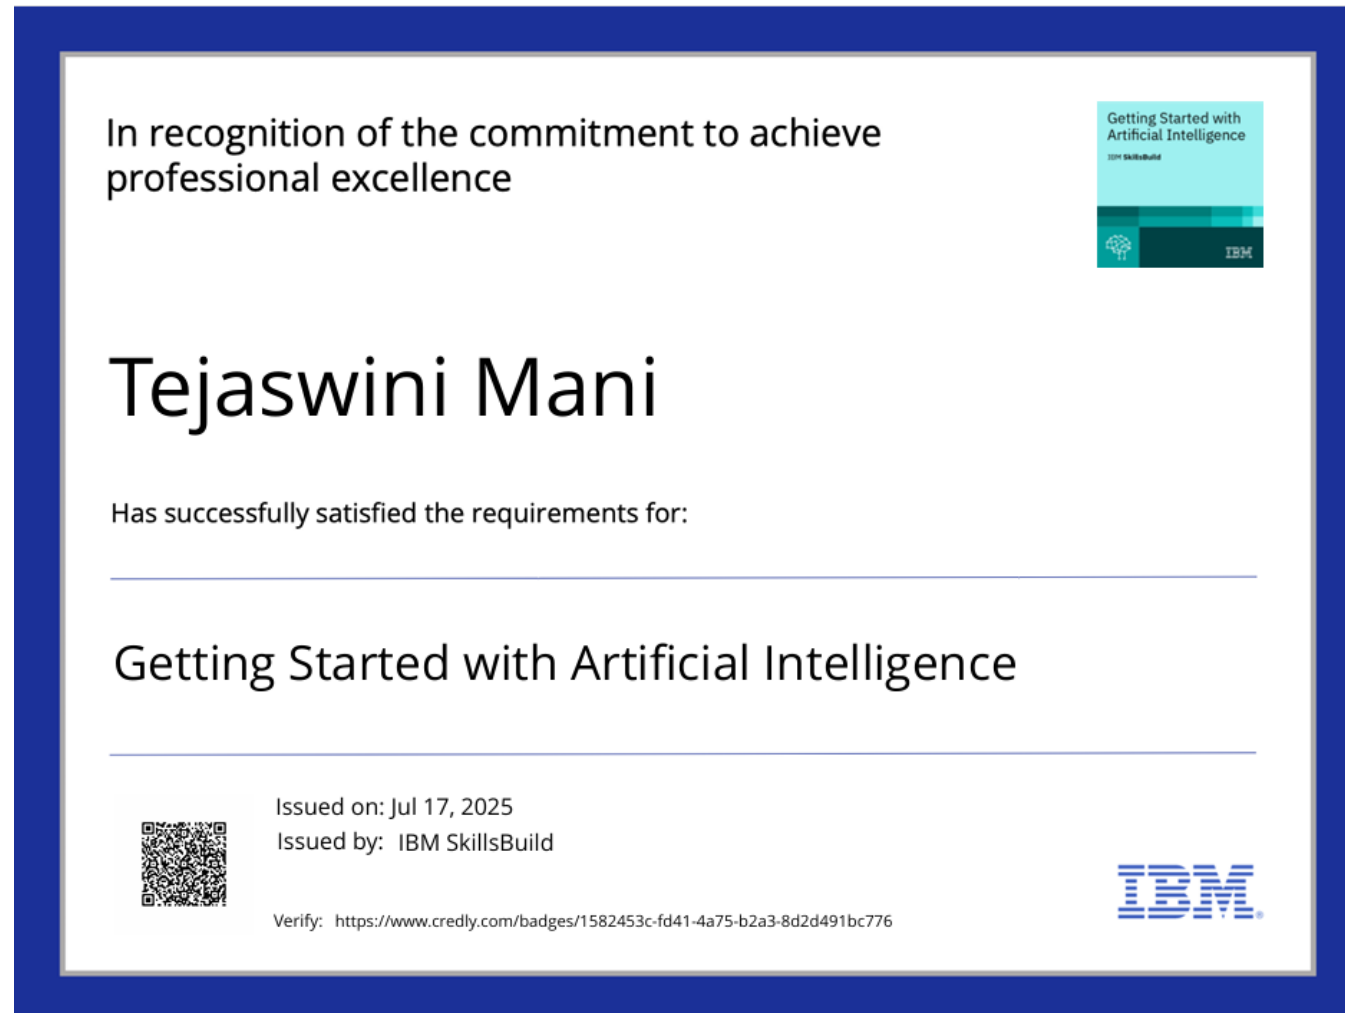 In recognition of the commitment to achieve
professional excellence
Getting Started with
Artificial Intelligence
IBM SkillsBuild
IBM
Tejaswini Mani
Has successfully satisfied the requirements for:
Getting Started with Artificial Intelligence
Issued on: Jul 17, 2025
Issued by: IBM SkillsBuild
Verify: https://www.credly.com/badges/1582453c-fd41-4a75-b2a3-8d2d491bc776
IBM®